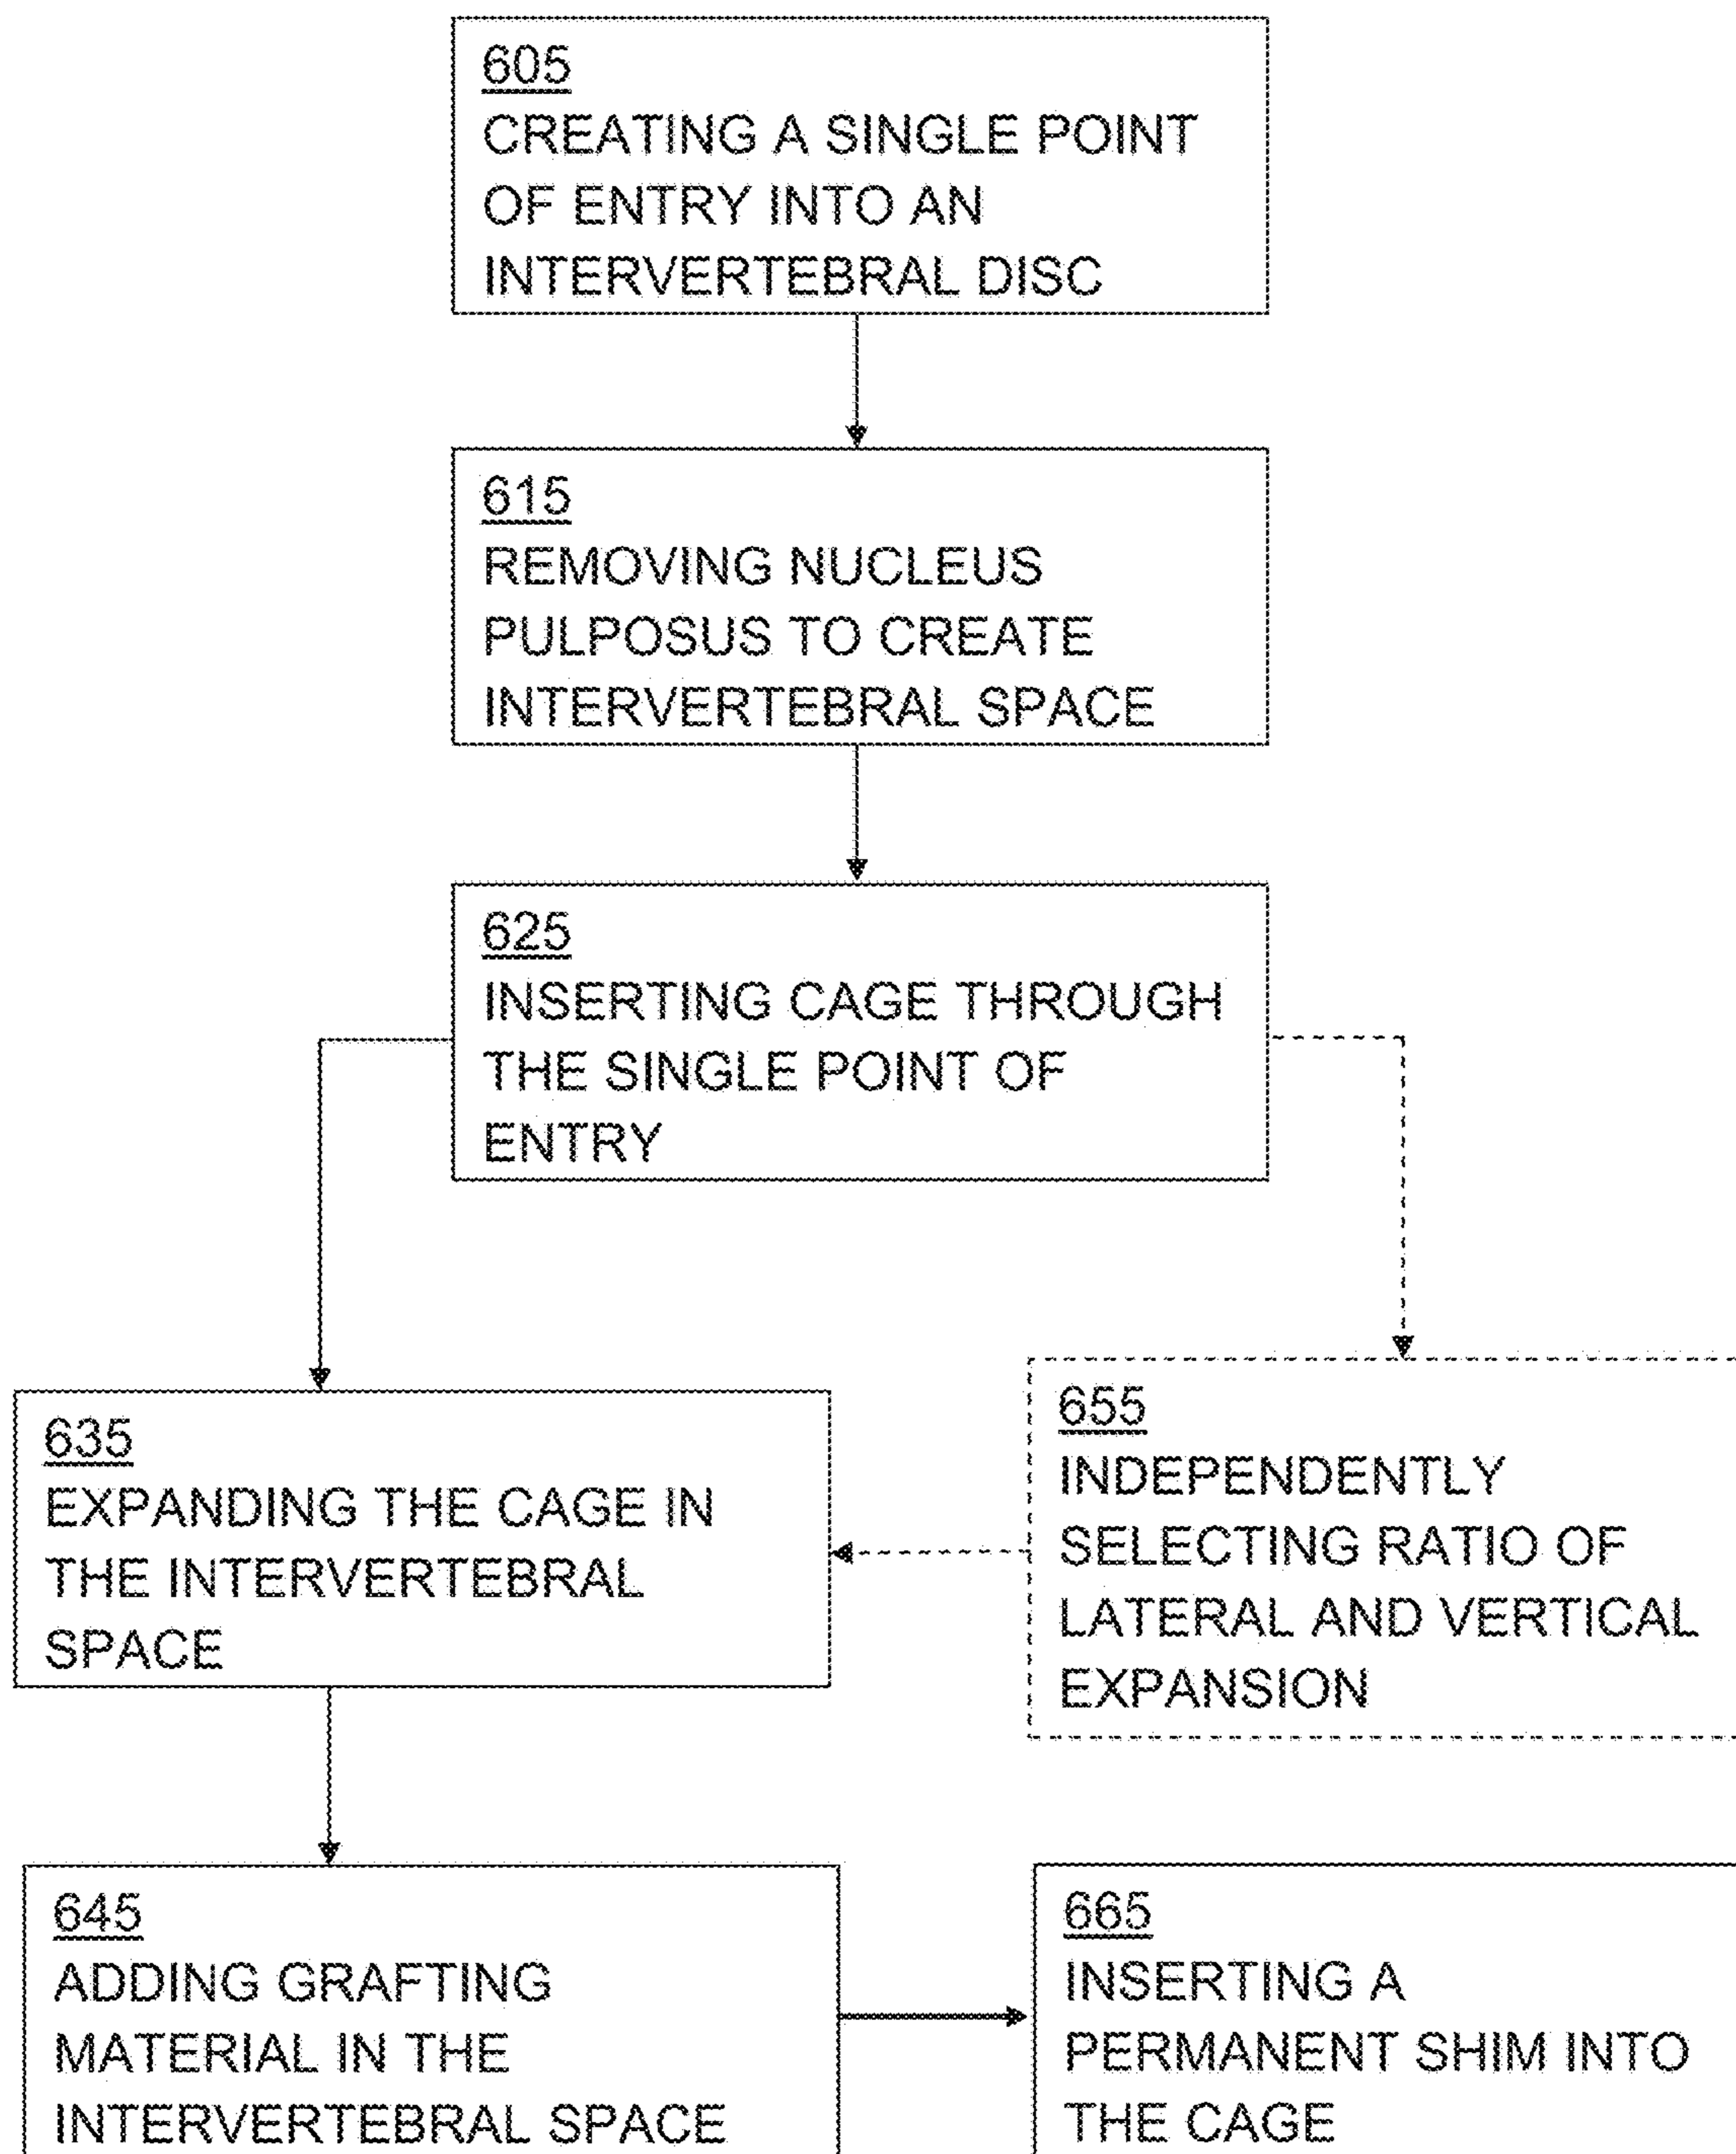 605
CREATING A SINGLE POINT
OF ENTRY INTO AN
INTERVERTEBRAL DISC
615
REMOVING NUCLEUS
PULPOSUS TO CREATE
INTERVERTEBRAL SPACE
625
INSERTING CAGE THROUGH
THE SINGLE POINT OF
ENTRY
635
EXPANDING THE CAGE IN
THE INTERVERTEBRAL
SPACE
655
INDEPENDENTLY
SELECTING RATIO OF
LATERAL AND VERTICAL
EXPANSION
645
ADDING GRAFTING
MATERIAL IN THE
INTERVERTEBRAL SPACE
665
INSERTING A
PERMANENT SHIM INTO
THE CAGE